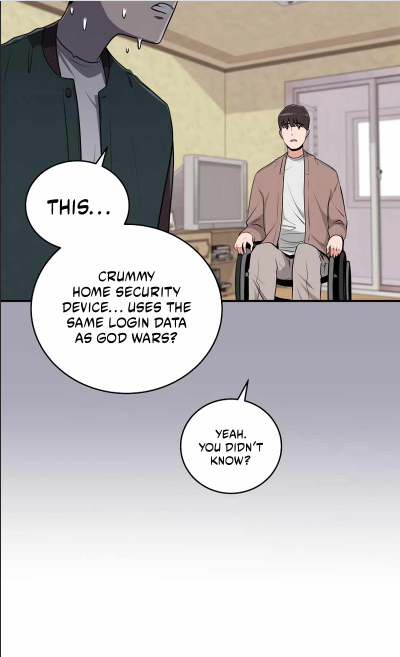 THIS...
CRUMMY
HOME SECURITY
DEVICE... USES THE
SAME LOGIN DATA
AS GOD WARS?
YEAH.
YOU DIDN'T
KNOW?